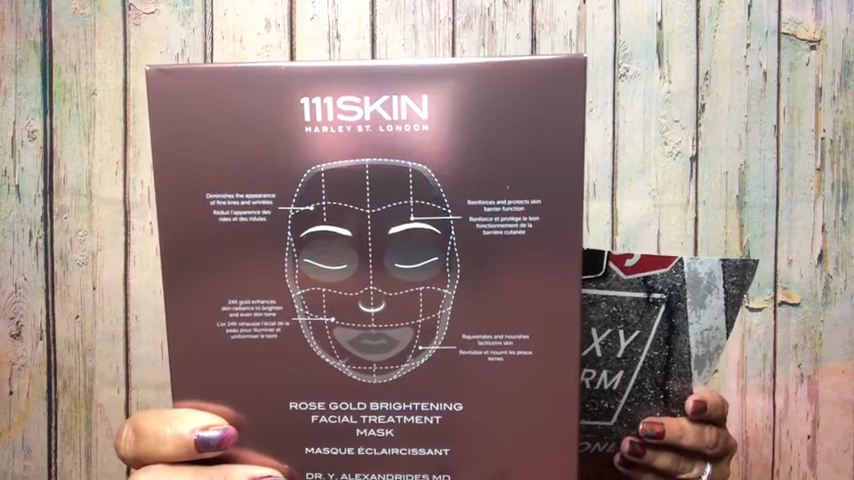 111SKIN
HARLEY ST. LONDON
Diminishes the appearance
of fine lines and wrinkles
Réduit l'apparence des
rides et des ridules
Reinforces and protects skin
barrier function
Renforce et protège le bon
fonctionnement de la
barrière cutanée
24K gold enhances
skin radiance to brighten
and even skin tone
L'or 24K réhausse l'éclat de la
peau pour illuminer et
uniformiser le teint
Rejuvenates and nourishes
lacklustre skin
Revitalise et nourrit les peaux
ternes
ROSE GOLD BRIGHTENING
FACIAL TREATMENT
MASK
MASQUE ÉCLAIRCISSANT
DR. Y. ALEXANDRIDES MD
XY
RM